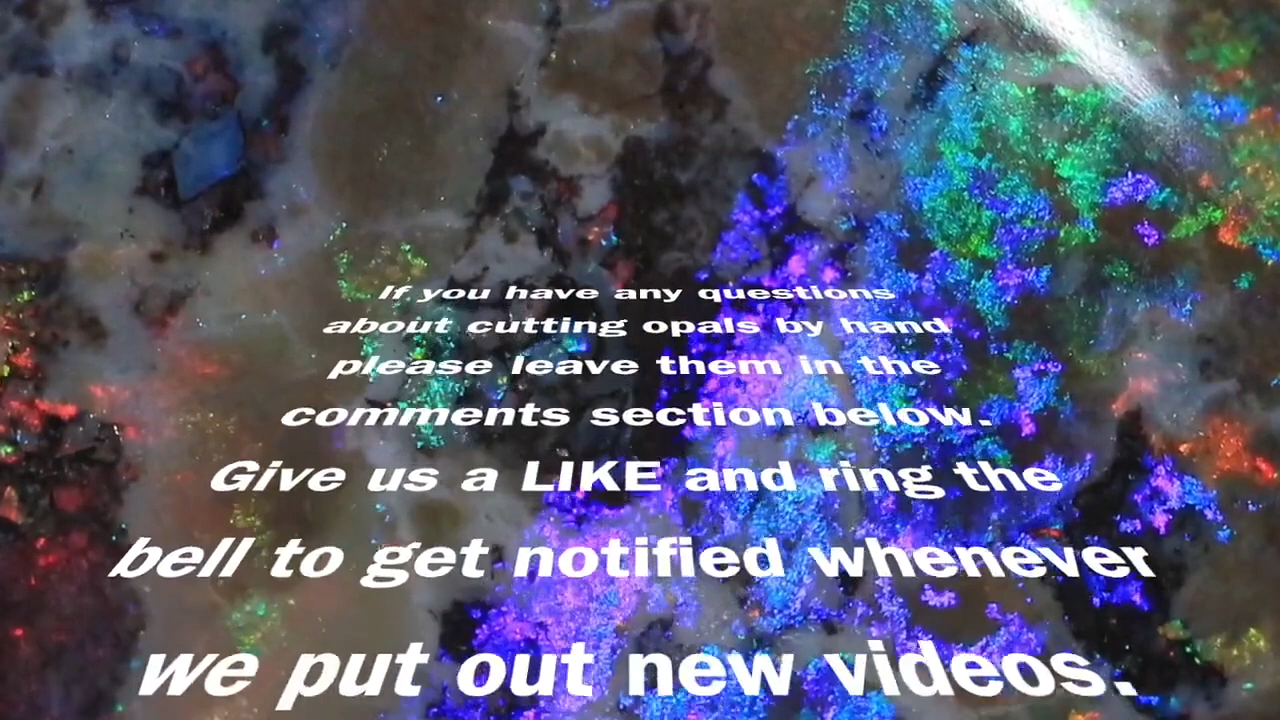 If you have any questions
about cutting opals by hand
please leave them in the
comments section below.
Give us a LIKE and ring the
bell to get notified whenever
we put out new videos.